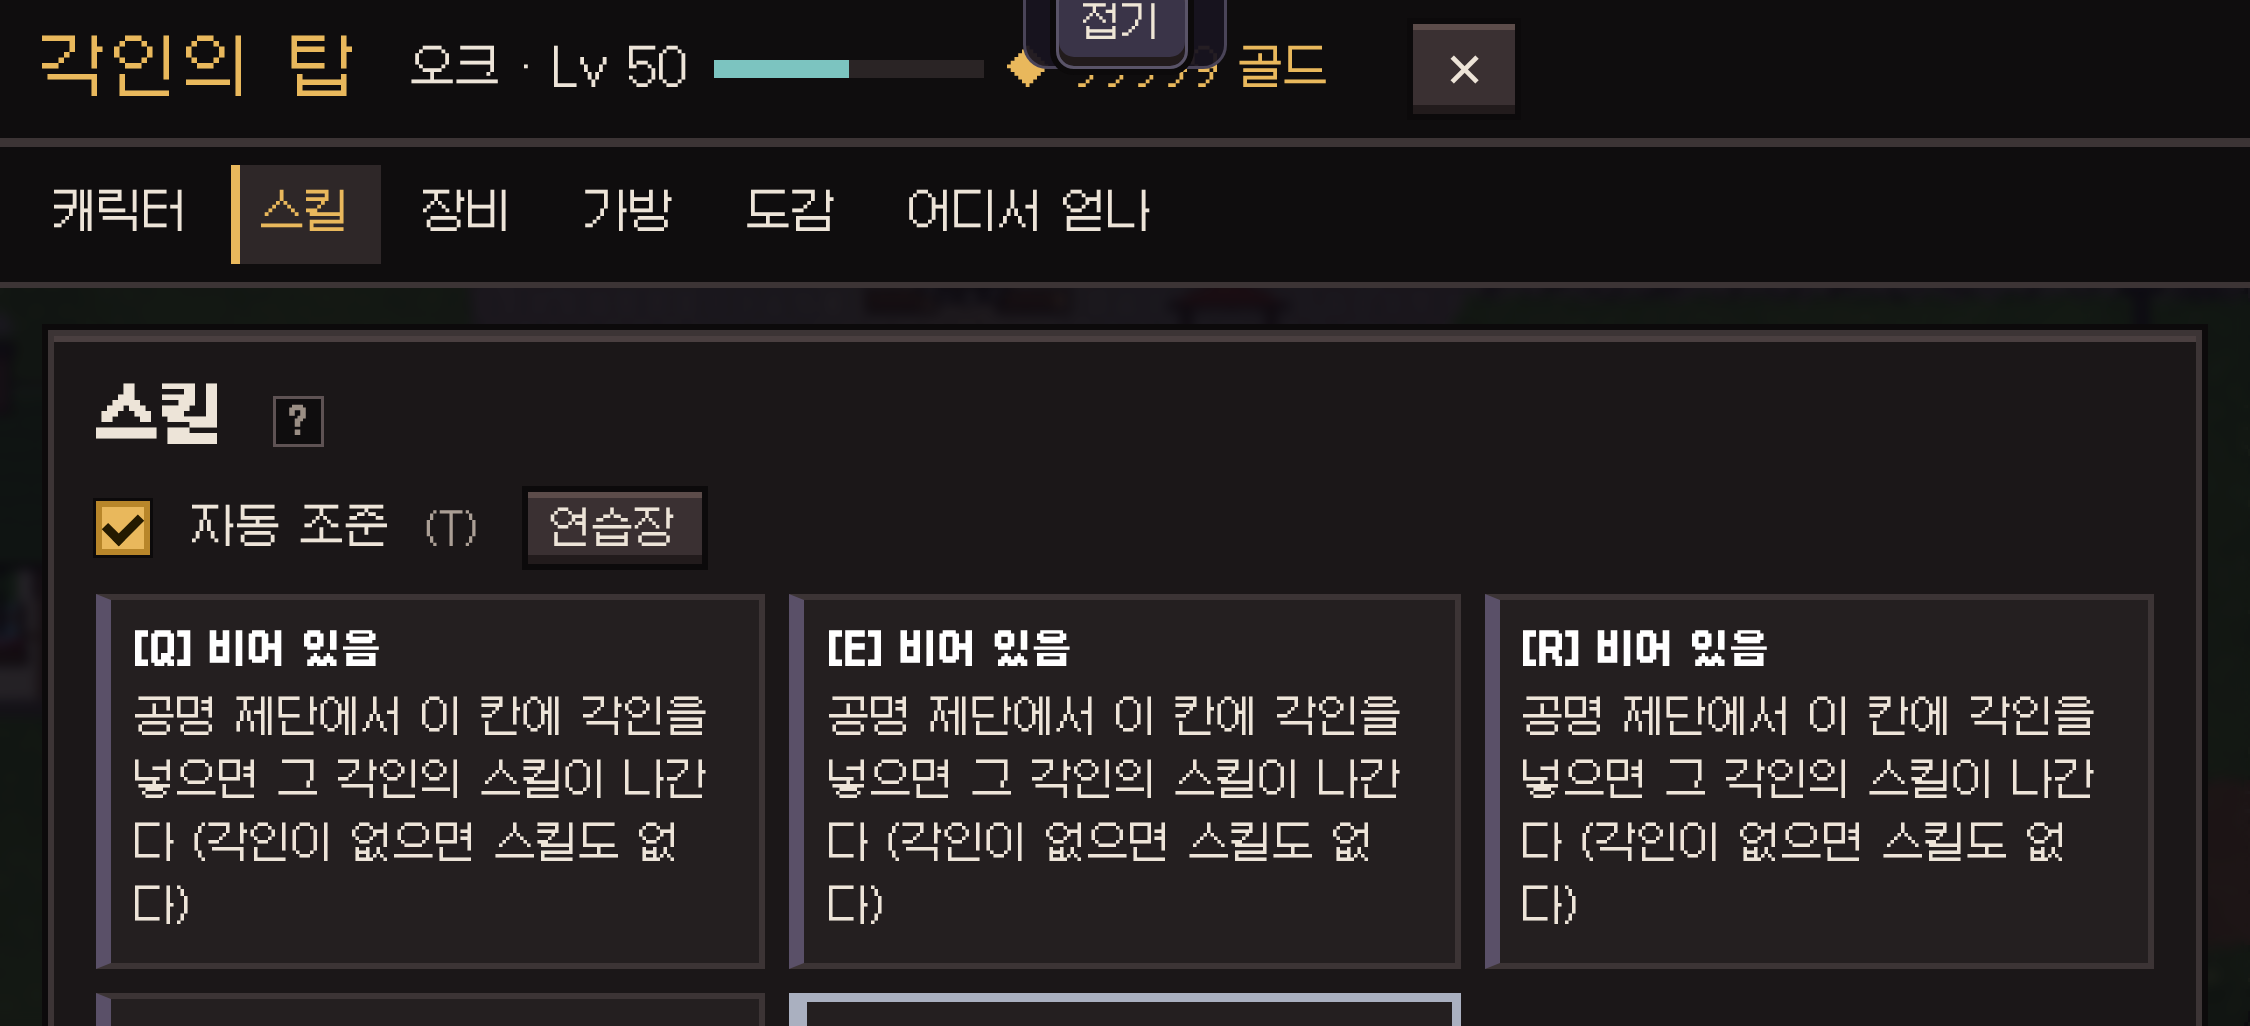 접기
각인의 탑 오크 · Lv 50 골드 ×
캐릭터 스킬 장비 가방 도감 어디서 얻나
스킬 ?
자동 조준 (T) 연습장
[Q] 비어 있음
공명 제단에서 이 칸에 각인을
넣으면 그 각인의 스킬이 나간
다 (각인이 없으면 스킬도 없
다)
[E] 비어 있음
공명 제단에서 이 칸에 각인을
넣으면 그 각인의 스킬이 나간
다 (각인이 없으면 스킬도 없
다)
[R] 비어 있음
공명 제단에서 이 칸에 각인을
넣으면 그 각인의 스킬이 나간
다 (각인이 없으면 스킬도 없
다)